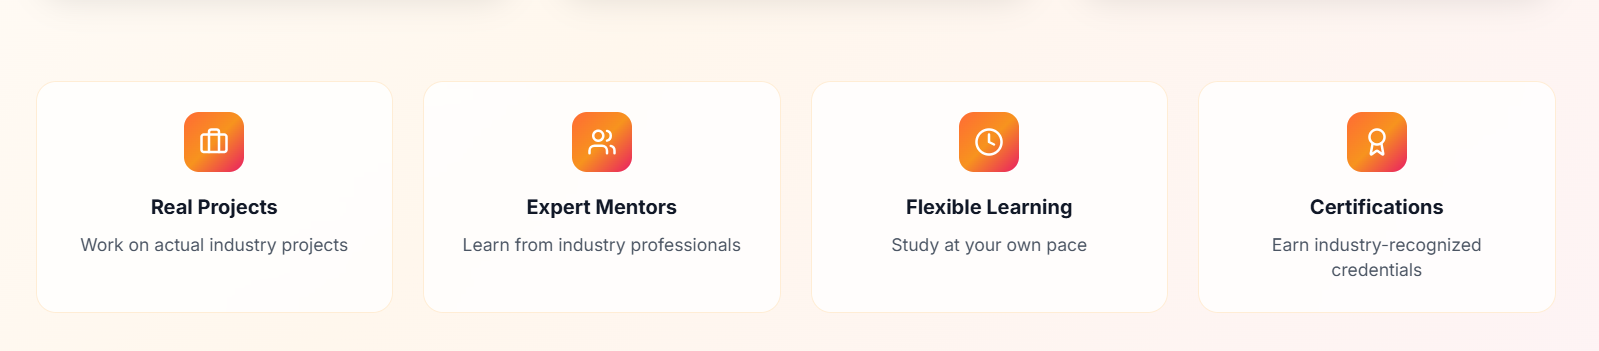 Real Projects
Work on actual industry projects
Expert Mentors
Learn from industry professionals
Flexible Learning
Study at your own pace
Certifications
Earn industry-recognized
credentials